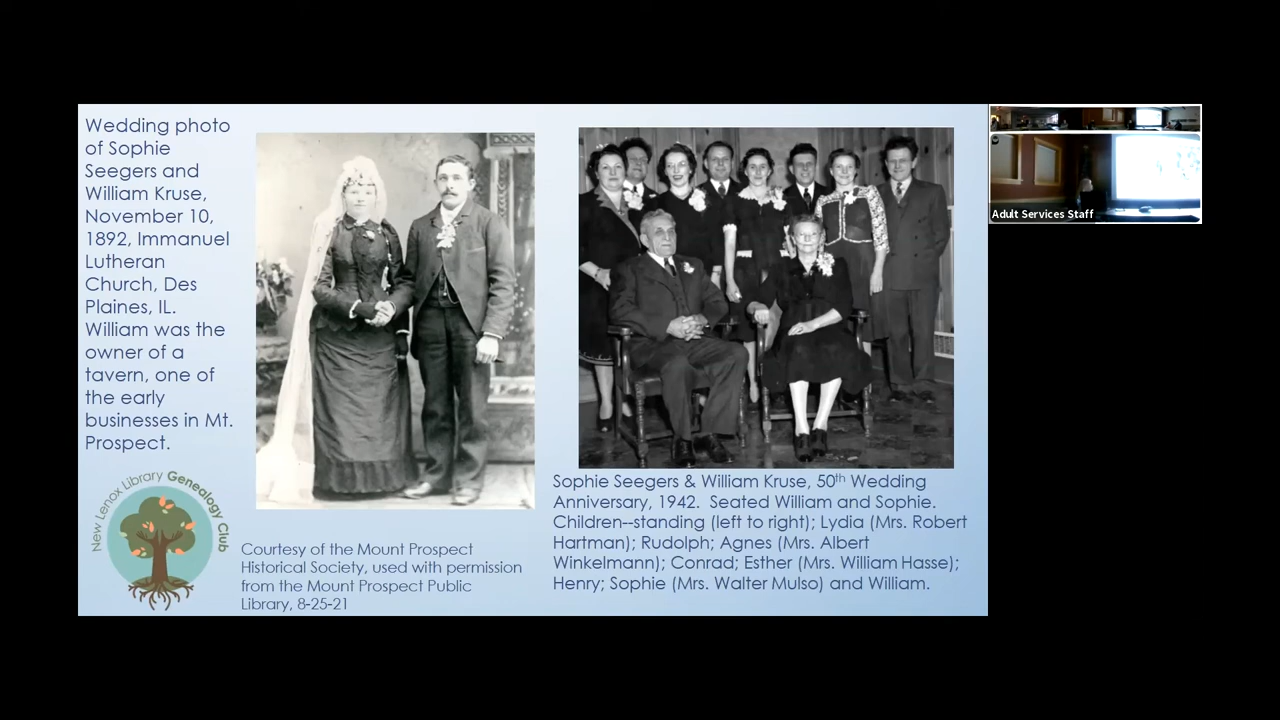 Wedding photo
of Sophie
Seegers and
William Kruse,
November 10,
1892, Immanuel
Lutheran
Church, Des
Plaines, IL.
William was the
owner of a
tavern, one of
the early
businesses in Mt.
Prospect.
New Lenox Library Genealogy Club
Courtesy of the Mount Prospect
Historical Society, used with permission
from the Mount Prospect Public
Library, 8-25-21
Sophie Seegers & William Kruse, 50th Wedding
Anniversary, 1942.  Seated William and Sophie.
Children--standing (left to right); Lydia (Mrs. Robert
Hartman); Rudolph; Agnes (Mrs. Albert
Winkelmann); Conrad; Esther (Mrs. William Hasse);
Henry; Sophie (Mrs. Walter Mulso) and William.
Adult Services Staff